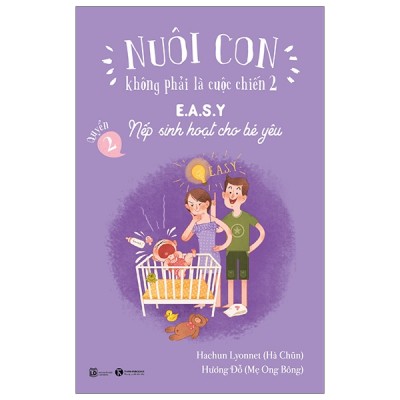 NUÔI CON
không phải là cuộc chiến 2
E.A.S.Y
Nếp sinh hoạt cho bé yêu
Quyển
2
E.A.S.Y
Hachun Lyonnet (Hà Chũn)
Hương Đỗ (Mẹ Ong Bông)